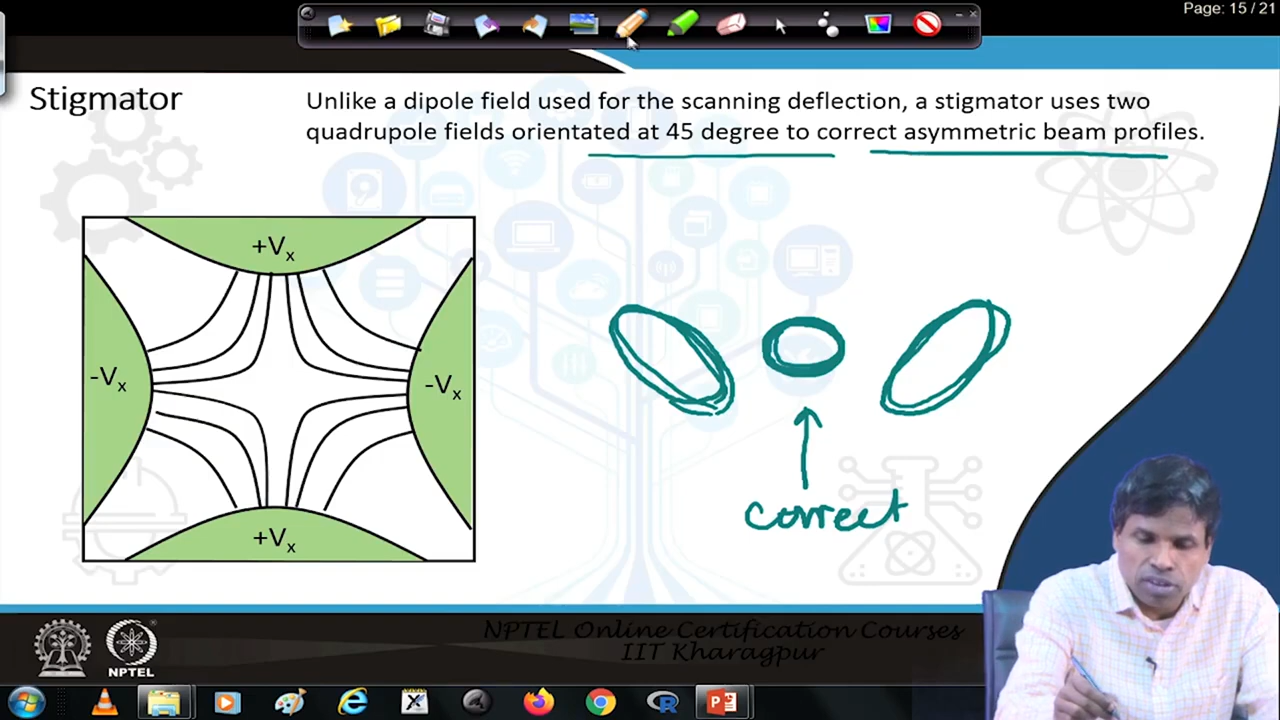 Page: 15 / 21
Stigmator
Unlike a dipole field used for the scanning deflection, a stigmator uses two
quadrupole fields orientated at 45 degree to correct asymmetric beam profiles.
+Vx
-Vx
-Vx
+Vx
correct
NPTEL Online Certification Courses
IIT Kharagpur
NPTEL